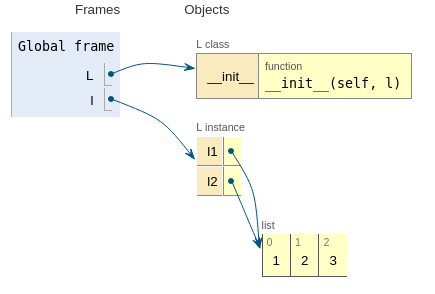 Frames Objects
Global frame
L
l
L class
__init__
function
__init__(self, l)
L instance
l1
l2
list
0 1 2
1 2 3